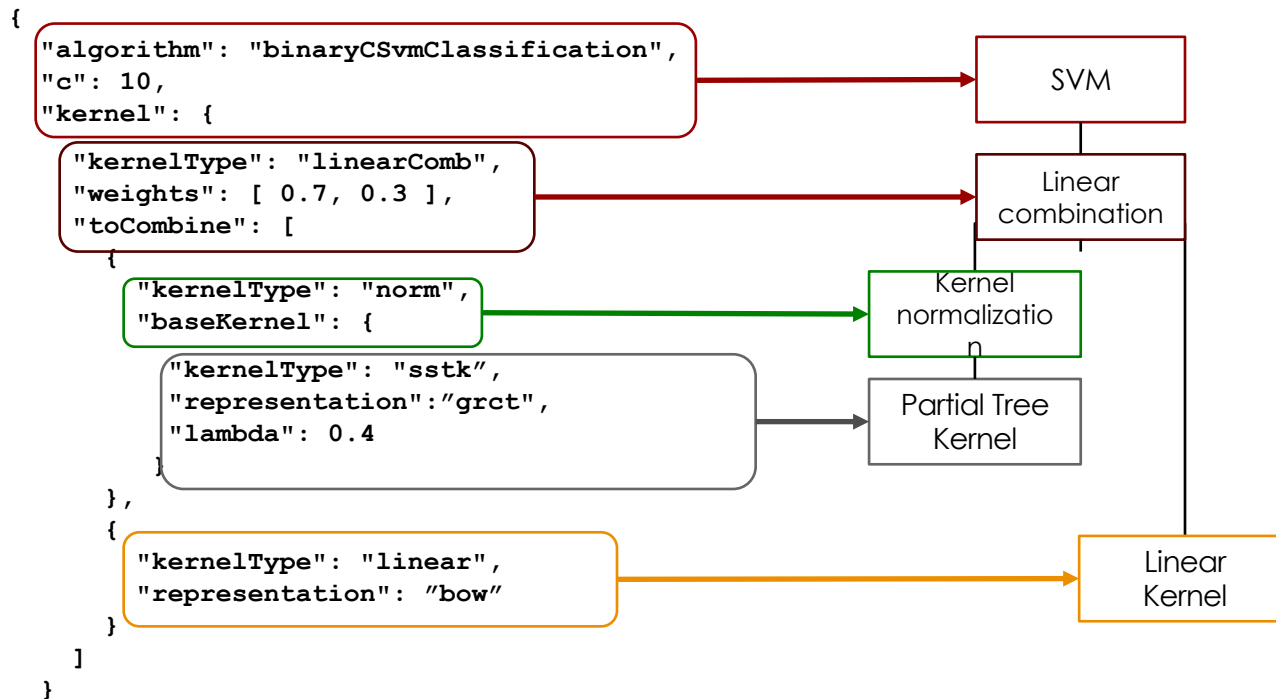 {
"algorithm": "binaryCSvmClassification",
"c": 10,
"kernel": {
"kernelType": "linearComb",
"weights": [ 0.7, 0.3 ],
"toCombine": [
{
"kernelType": "norm",
"baseKernel": {
"kernelType": "sstk”,
"representation":”grct",
"lambda": 0.4
}
},
{
"kernelType": "linear",
"representation": ”bow”
}
]
}
SVM
Linear
combination
Kernel
normalizatio
n
Partial Tree
Kernel
Linear
Kernel